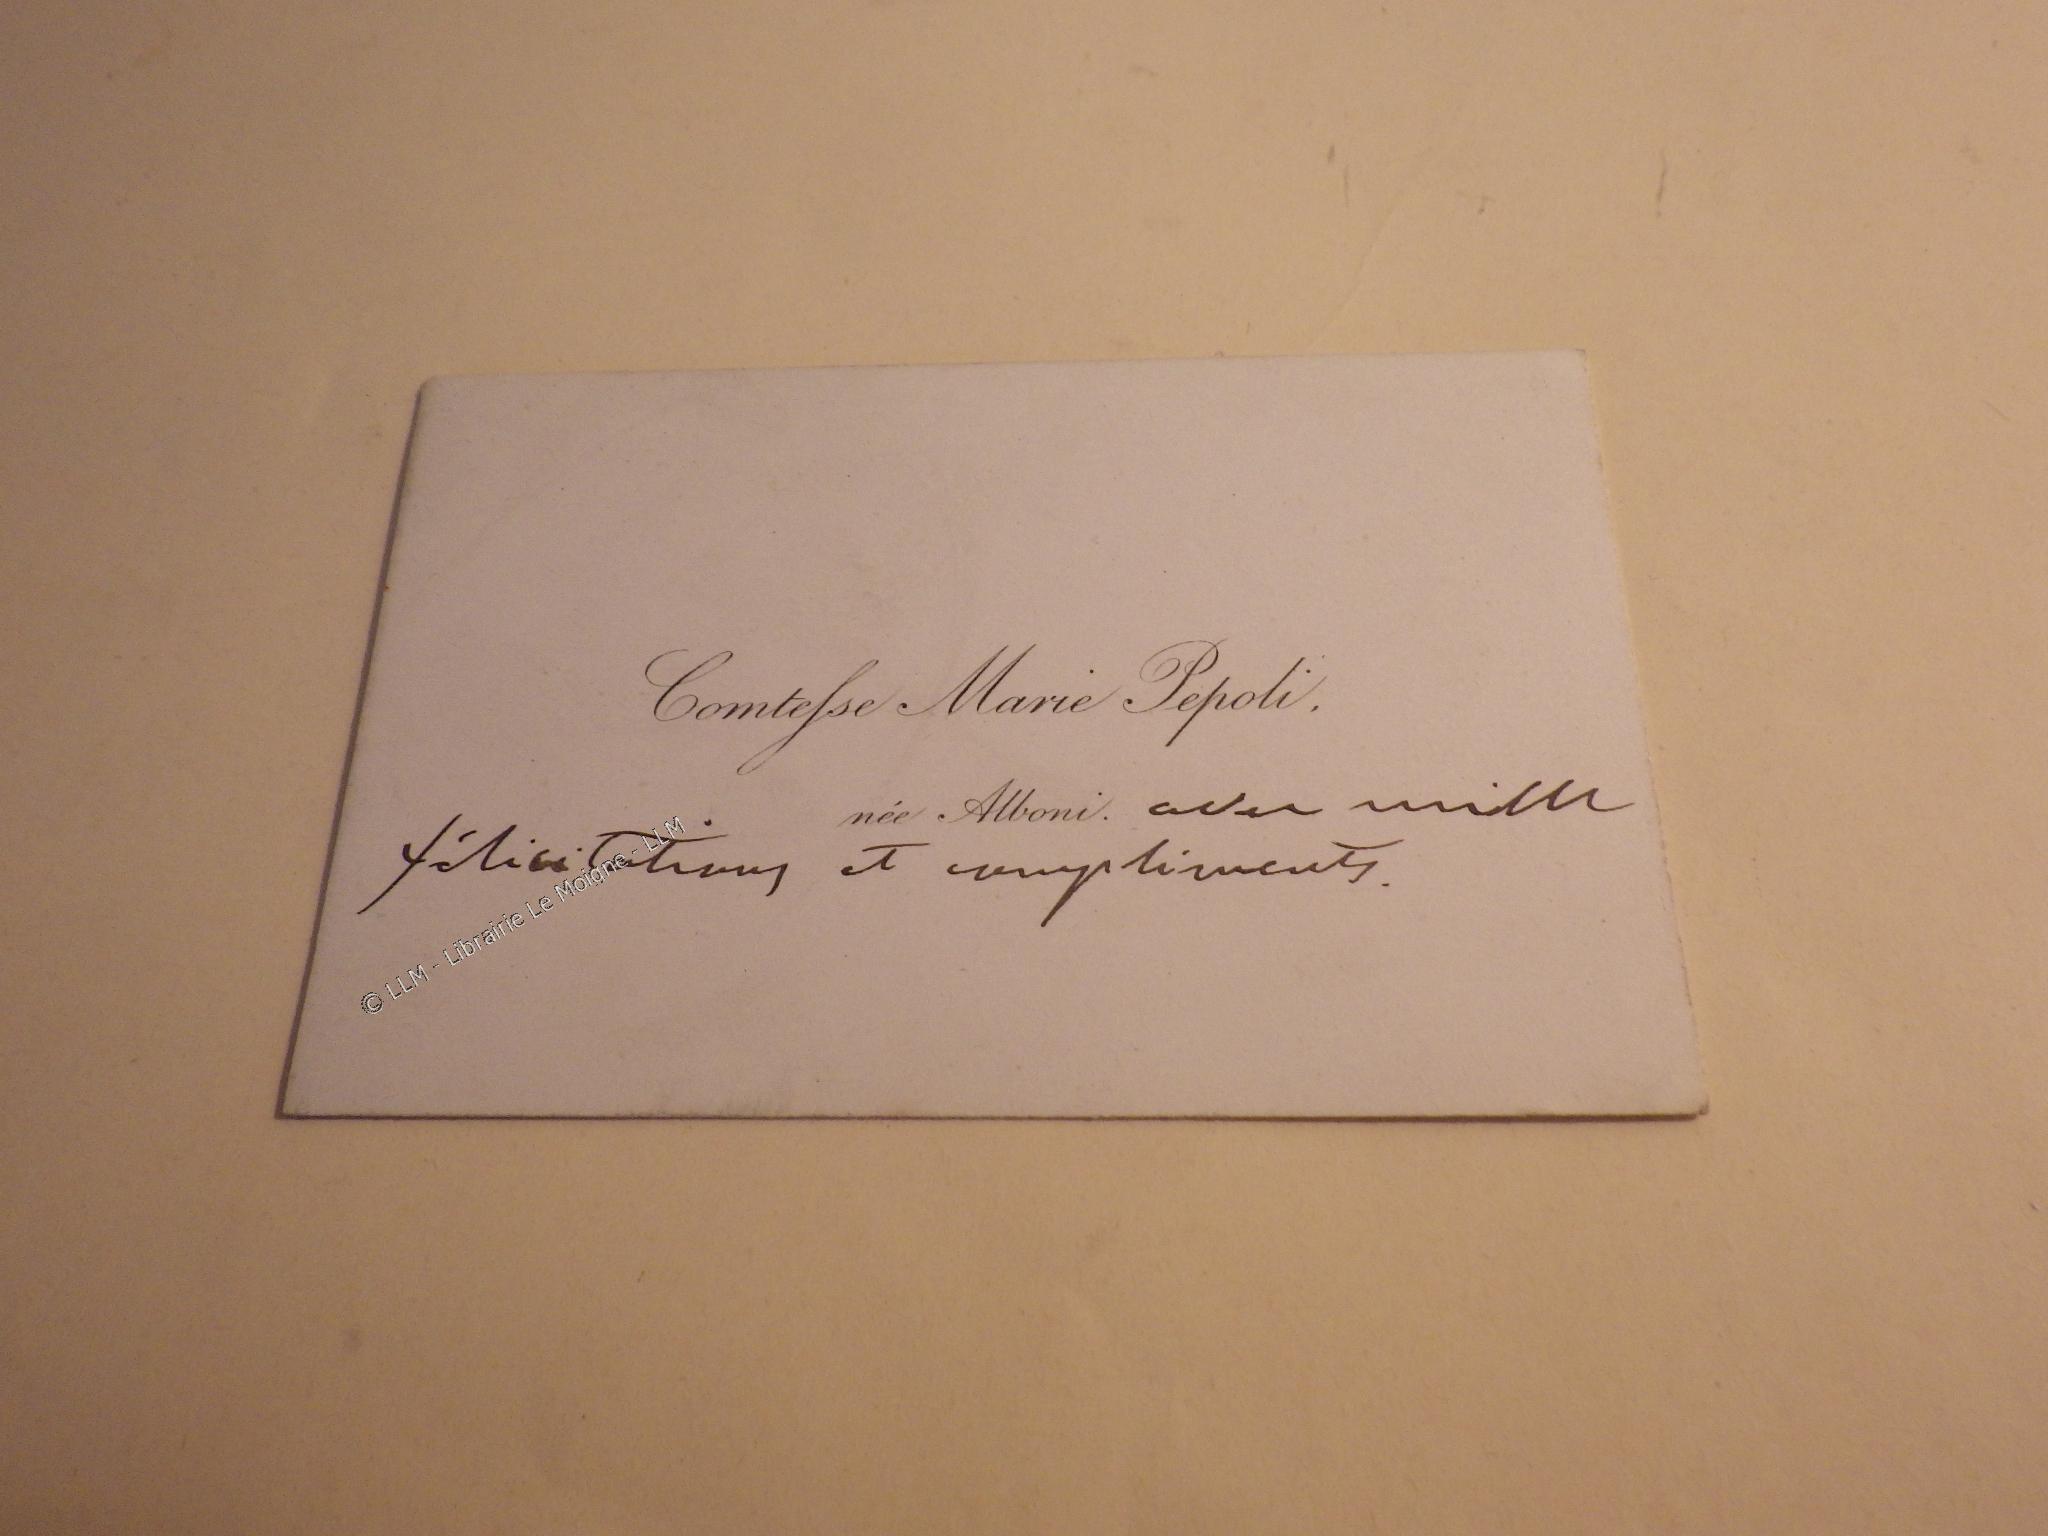 Comtesse Marie Pepoli.
née Alboni. avec mille
félicitations et compliments.
© LLM - Librairie Le Moigne - LLM